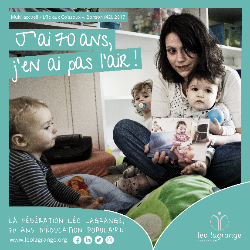 J'ai 70 ans,
j'en ai pas l'air !
léo lagrange
LA FÉDÉRATION LÉO LAGRANGE,
70 ANS D'ÉDUCATION POPULAIRE
www.leolagrange.org